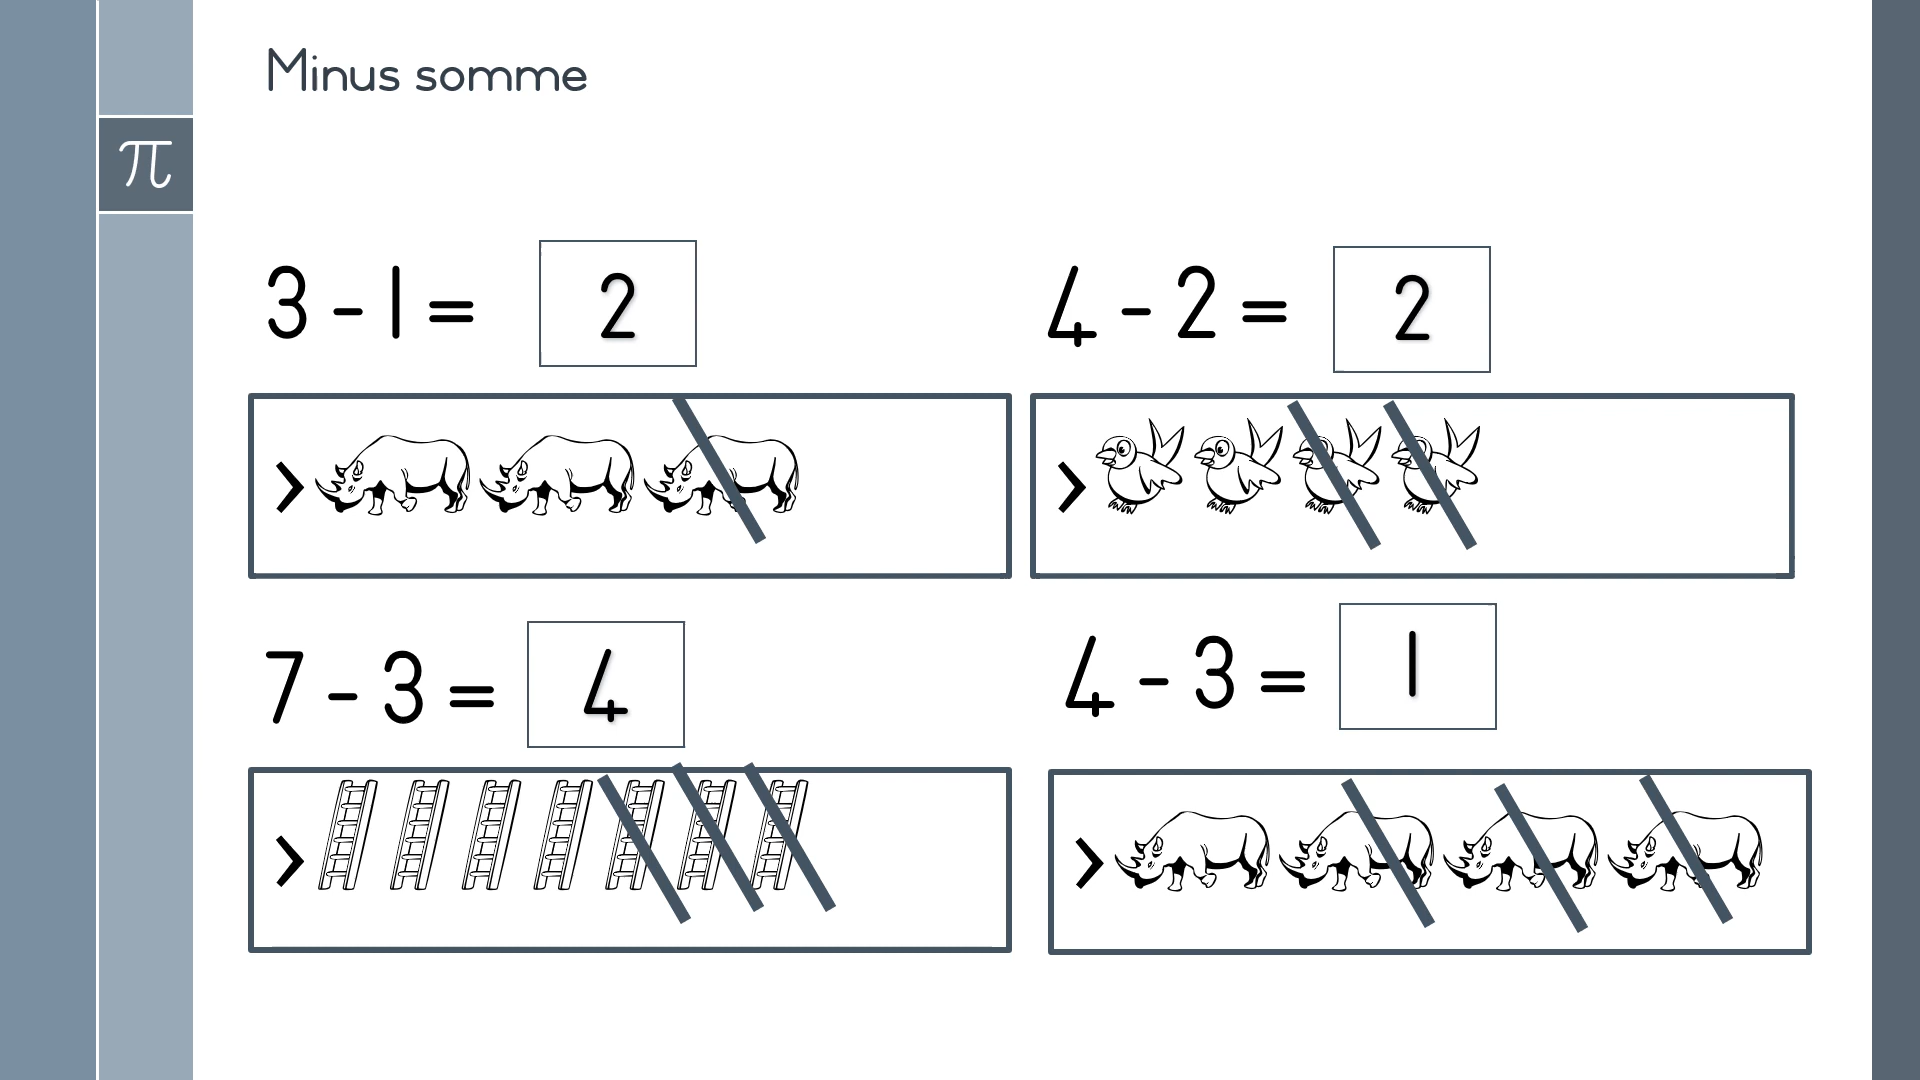 Minus somme
π
3 - 1 = 2
4 - 2 = 2
7 - 3 = 4
4 - 3 = 1